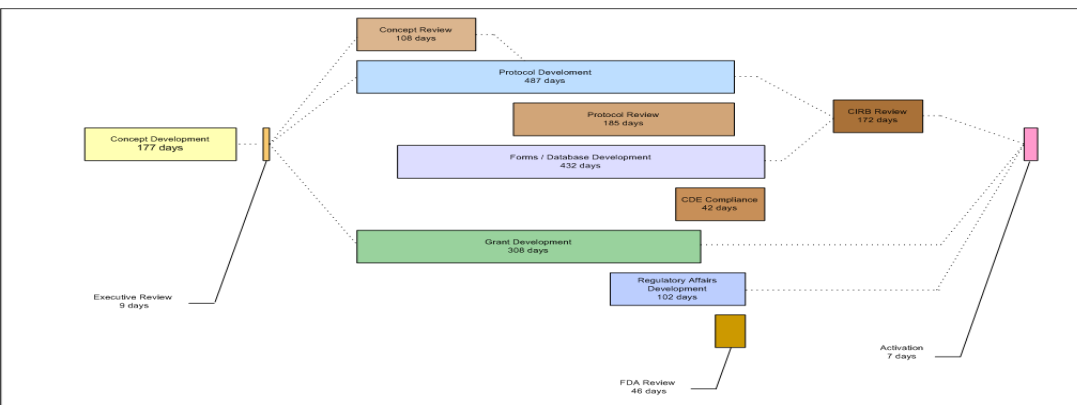 Concept Review
108 days
Protocol Develoment
487 days
Protocol Review
185 days
CIRB Review
172 days
Concept Development
177 days
Forms / Database Development
432 days
CDE Compliance
42 days
Grant Development
308 days
Regulatory Affairs
Development
102 days
Executive Review
9 days
Activation
7 days
FDA Review
46 days